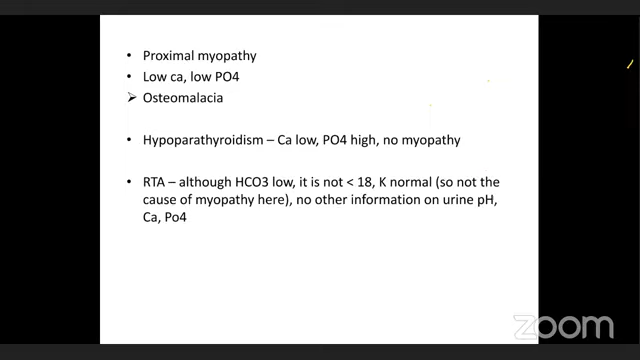 • Proximal myopathy
• Low ca, low PO4
➢ Osteomalacia
• Hypoparathyroidism – Ca low, PO4 high, no myopathy
• RTA – although HCO3 low, it is not < 18, K normal (so not the
cause of myopathy here), no other information on urine pH,
Ca, Po4
zoom